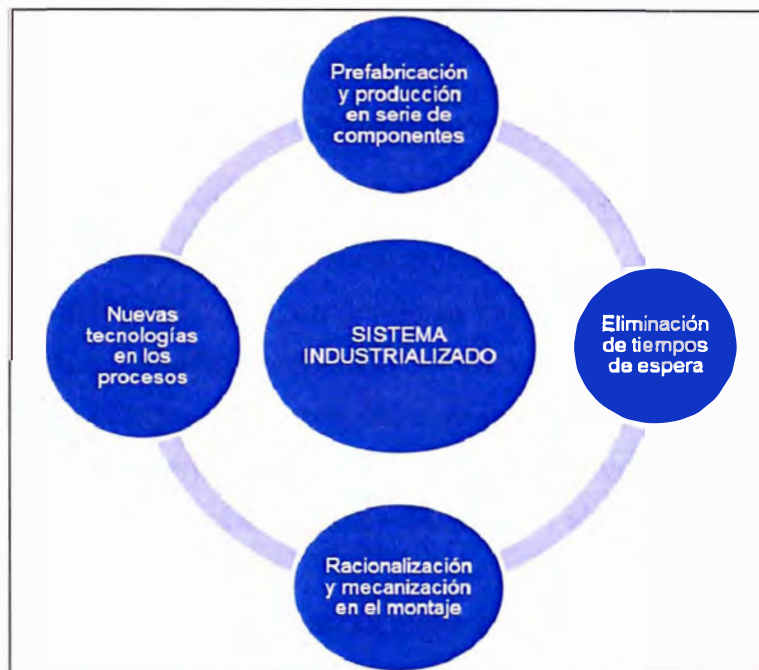 Prefabricación
y producción
en serie de
componentes
Nuevas
tecnologías
en los
procesos
SISTEMA
INDUSTRIALIZADO
Eliminación
de tiempos
de espera
Racionalización
y mecanización
en el montaje